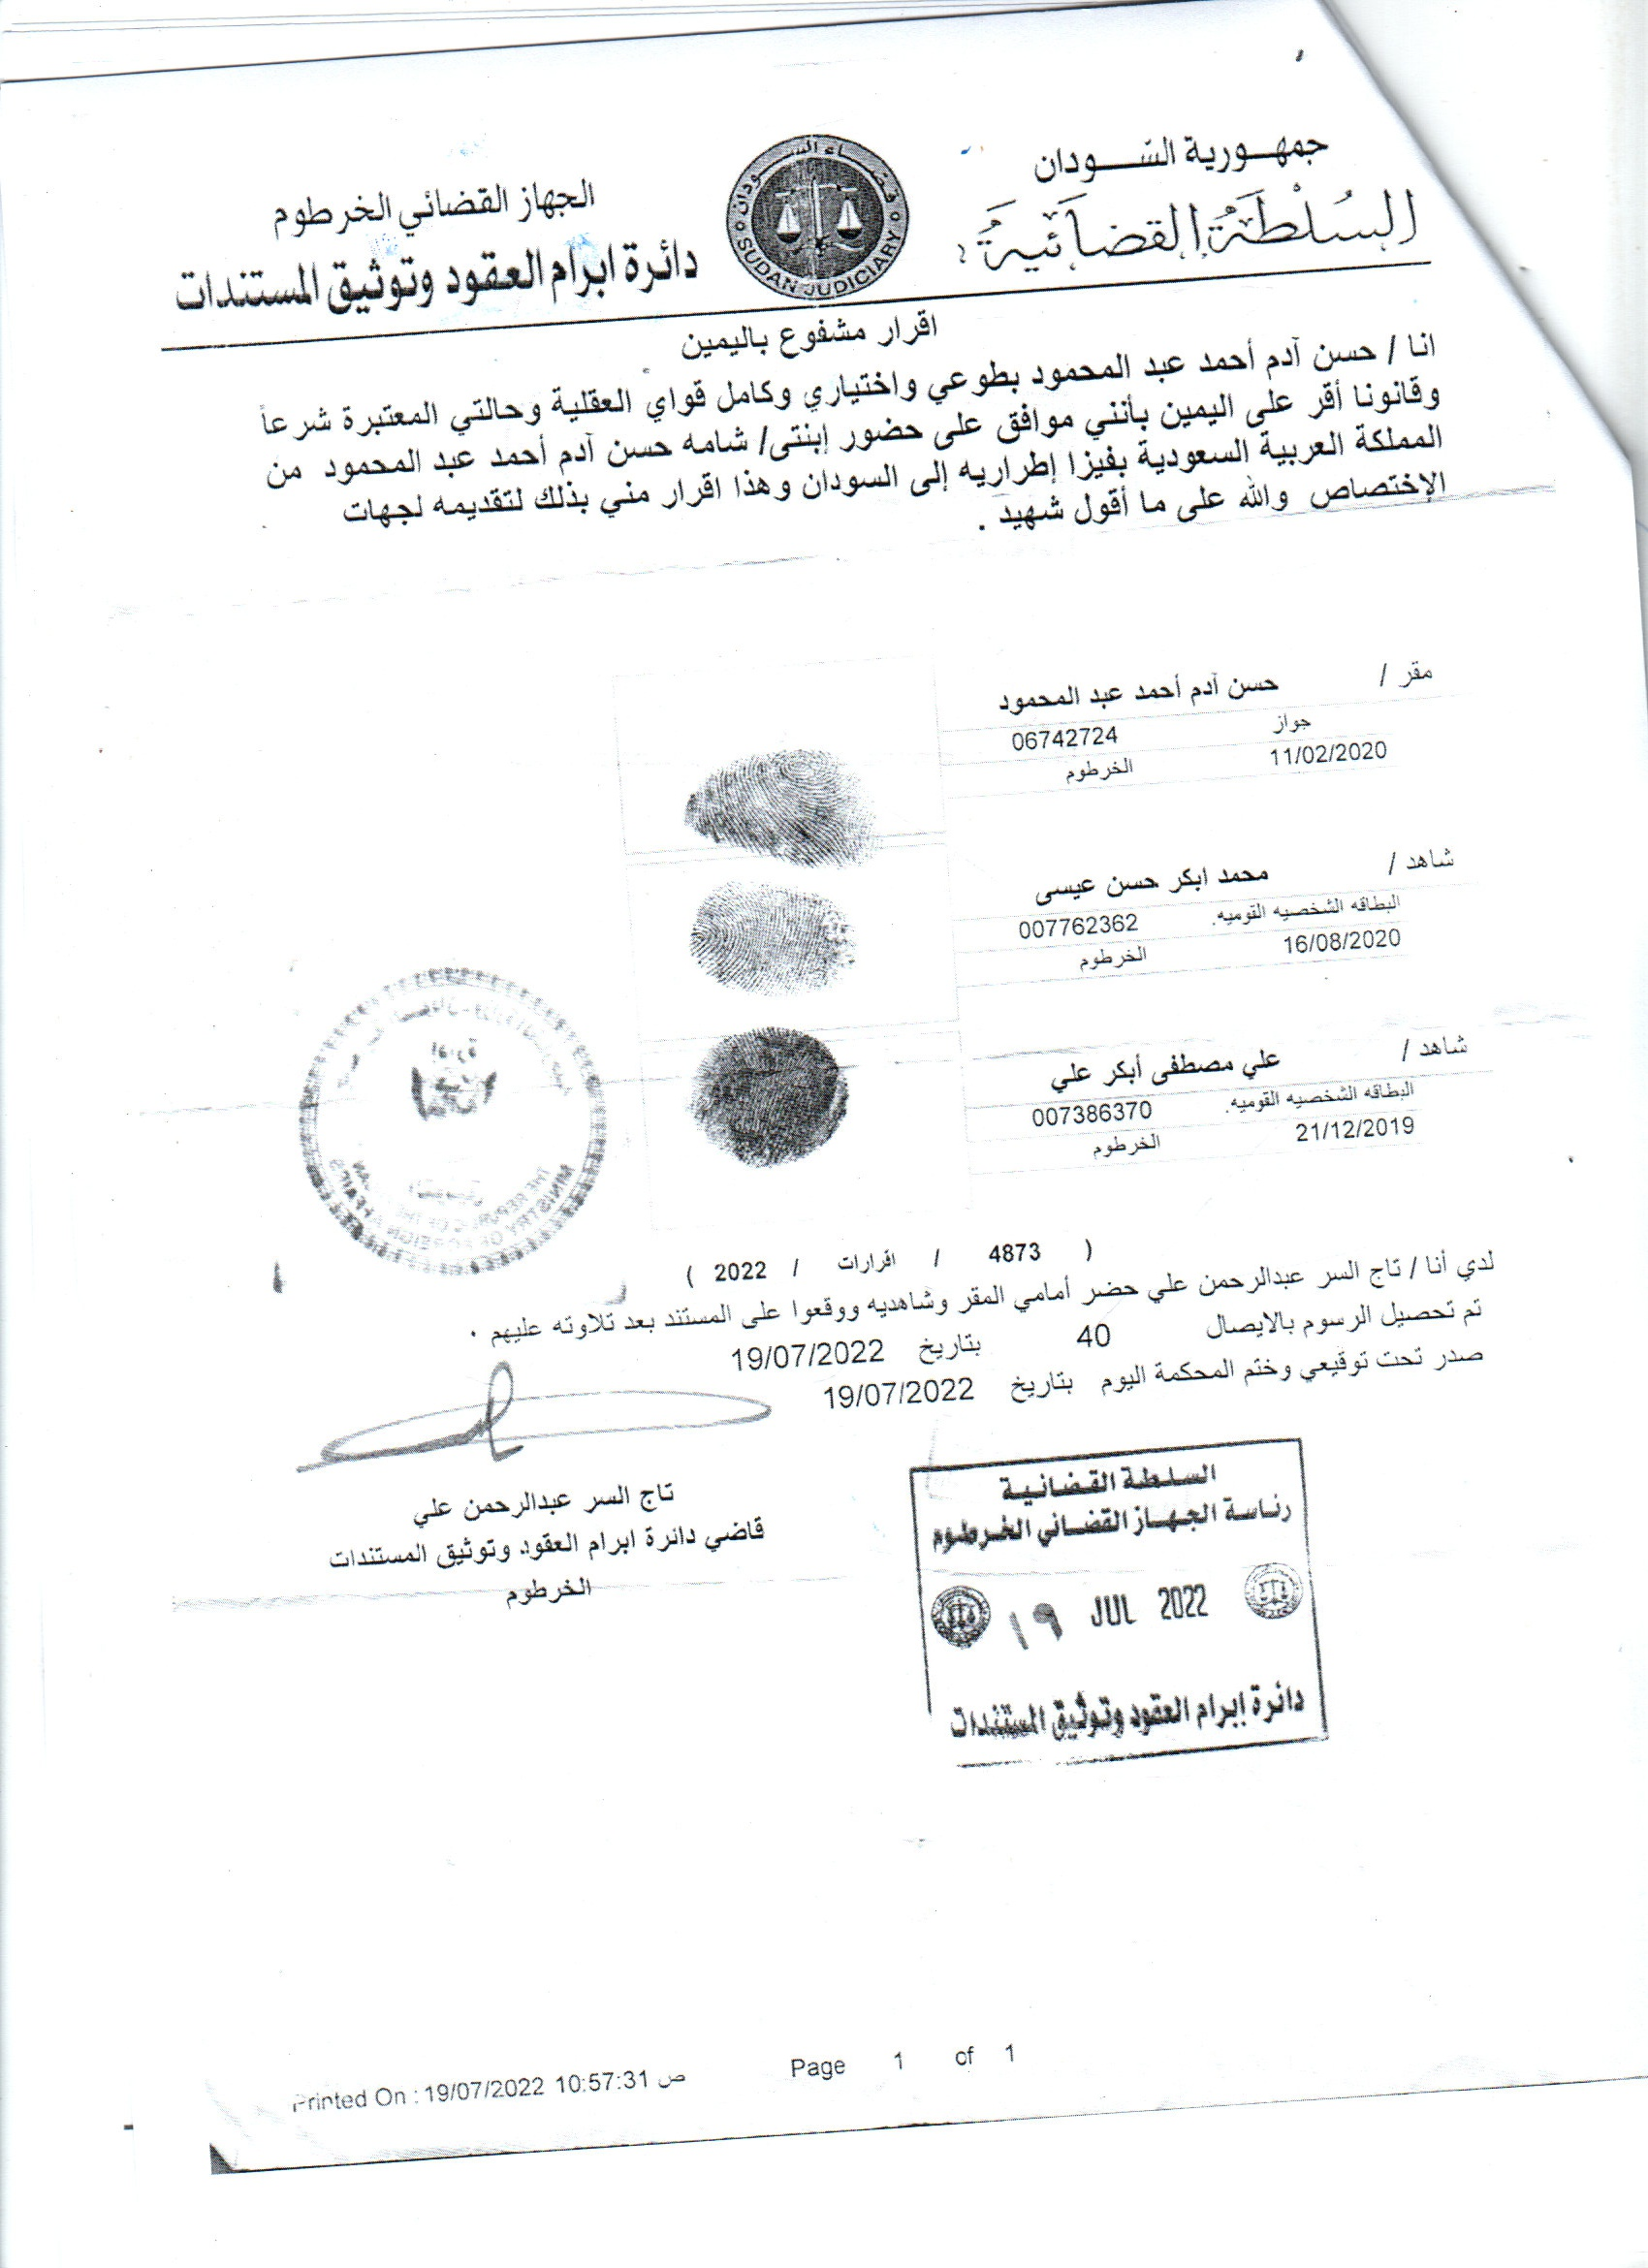 جمهورية السودان
السلطة القضائية
قضاء السودان
SUDAN JUDICIARY
الجهاز القضائي الخرطوم
دائرة ابرام العقود وتوثيق المستندات
اقرار مشفوع باليمين
انا / حسن آدم أحمد عبد المحمود بطوعي واختياري وكامل قواي العقلية وحالتي المعتبرة شرعاً
وقانونا أقر على اليمين بأنني موافق على حضور إبنتى/ شامه حسن آدم أحمد عبد المحمود من
المملكة العربية السعودية بفيزا إطراريه إلى السودان وهذا اقرار مني بذلك لتقديمه لجهات
الإختصاص والله على ما أقول شهيد .
مقر / حسن آدم أحمد عبد المحمود
جواز 06742724
11/02/2020 الخرطوم
شاهد / محمد ابكر حسن عيسى
البطاقه الشخصيه القوميه. 007762362
16/08/2020 الخرطوم
شاهد / علي مصطفى أبكر علي
البطاقه الشخصيه القوميه. 007386370
21/12/2019 الخرطوم
MINISTRY OF FOREIGN AFFAIRS
( 4873 / اقرارات / 2022 )
لدي أنا / تاج السر عبدالرحمن علي حضر أمامي المقر وشاهديه ووقعوا على المستند بعد تلاوته عليهم .
تم تحصيل الرسوم بالايصال 40 بتاريخ 19/07/2022
صدر تحت توقيعي وختم المحكمة اليوم بتاريخ 19/07/2022
تاج السر عبدالرحمن علي
قاضي دائرة ابرام العقود وتوثيق المستندات
الخرطوم
السلطة القضائية
رئاسة الجهاز القضائي الخرطوم
١٩ JUL 2022
دائرة إبرام العقود وتوثيق المستندات
Printed On : 19/07/2022 10:57:31 ص
Page 1 of 1